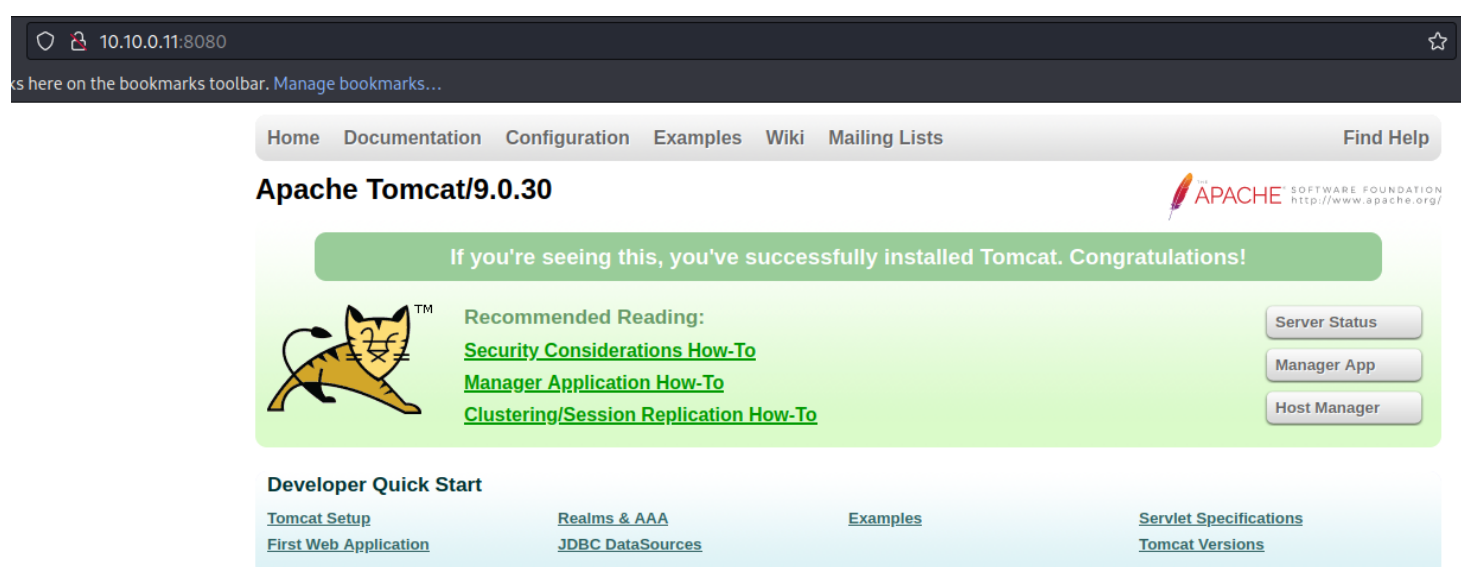 10.10.0.11:8080
ks here on the bookmarks toolbar. Manage bookmarks...
Home Documentation Configuration Examples Wiki Mailing Lists Find Help
Apache Tomcat/9.0.30
THE APACHE® SOFTWARE FOUNDATION
http://www.apache.org/
If you're seeing this, you've successfully installed Tomcat. Congratulations!
TM
Recommended Reading:
Security Considerations How-To
Manager Application How-To
Clustering/Session Replication How-To
Server Status
Manager App
Host Manager
Developer Quick Start
Tomcat Setup
First Web Application
Realms & AAA
JDBC DataSources
Examples
Servlet Specifications
Tomcat Versions